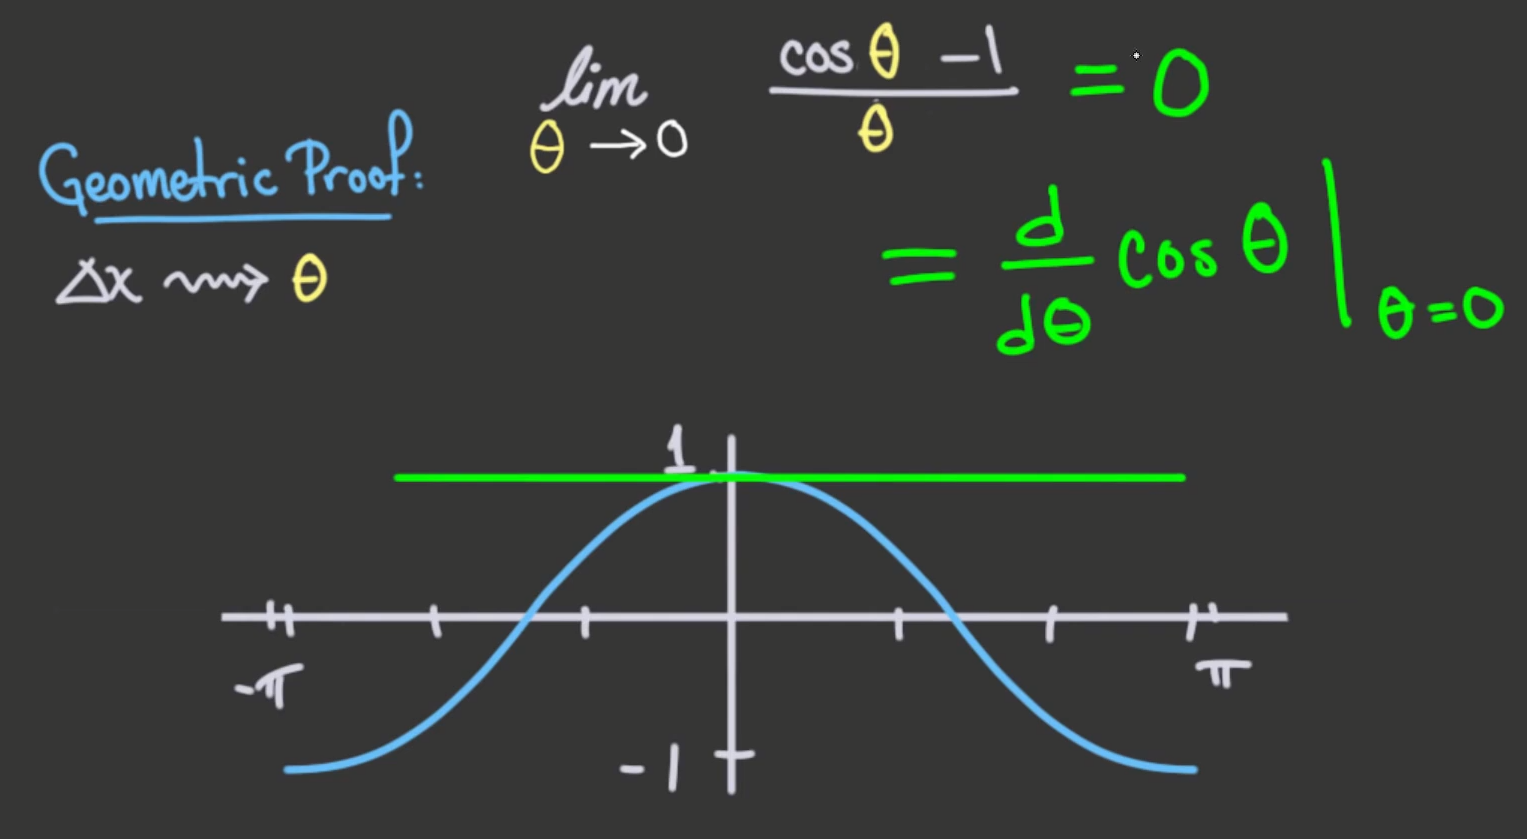 lim θ→0 (cos θ − 1)/θ = 0
Geometric Proof:
Δx ⟿ θ
= d/dθ cos θ |θ=0
1
-π
π
-1